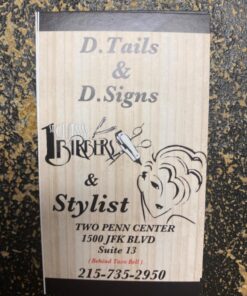 D.Tails
&
D.Signs
BARBERS
&
Stylist
TWO PENN CENTER
1500 JFK BLVD
Suite 13
( Behind Taco Bell )
215-735-2950